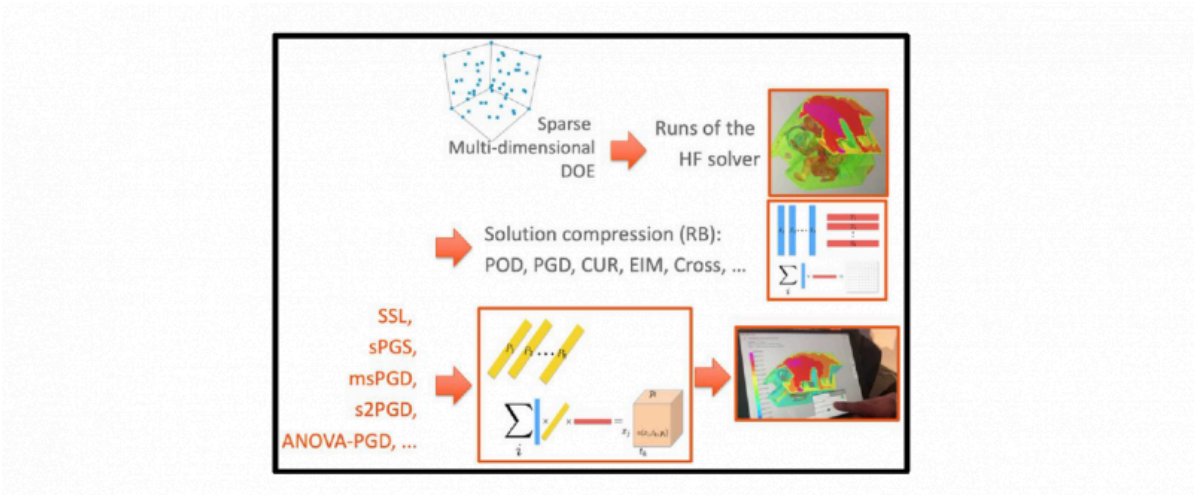 Sparse
Multi-dimensional
DOE
Runs of the
HF solver
Solution compression (RB):
POD, PGD, CUR, EIM, Cross, ...
SSL,
sPGS,
msPGD,
s2PGD,
ANOVA-PGD, ...